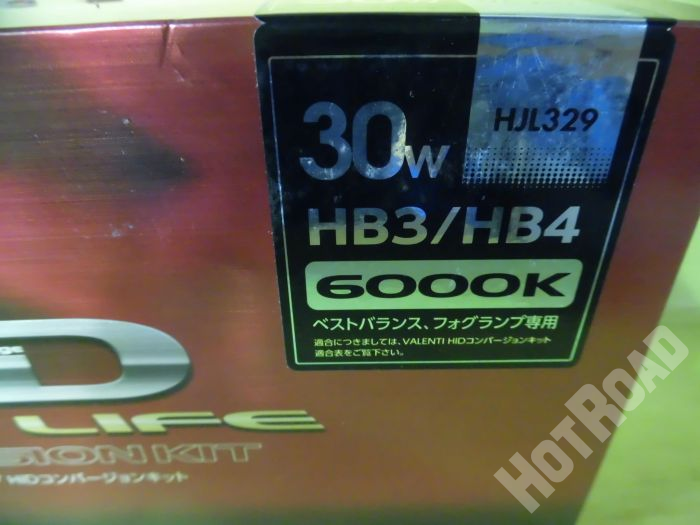 30W
HJL329
HB3/HB4
6000K
ベストバランス、フォグランプ専用
適合につきましては、VALENTI HIDコンバージョンキット
適合表をご覧下さい。
D
LIFE
SION KIT
HIDコンバージョンキット
HOTROAD